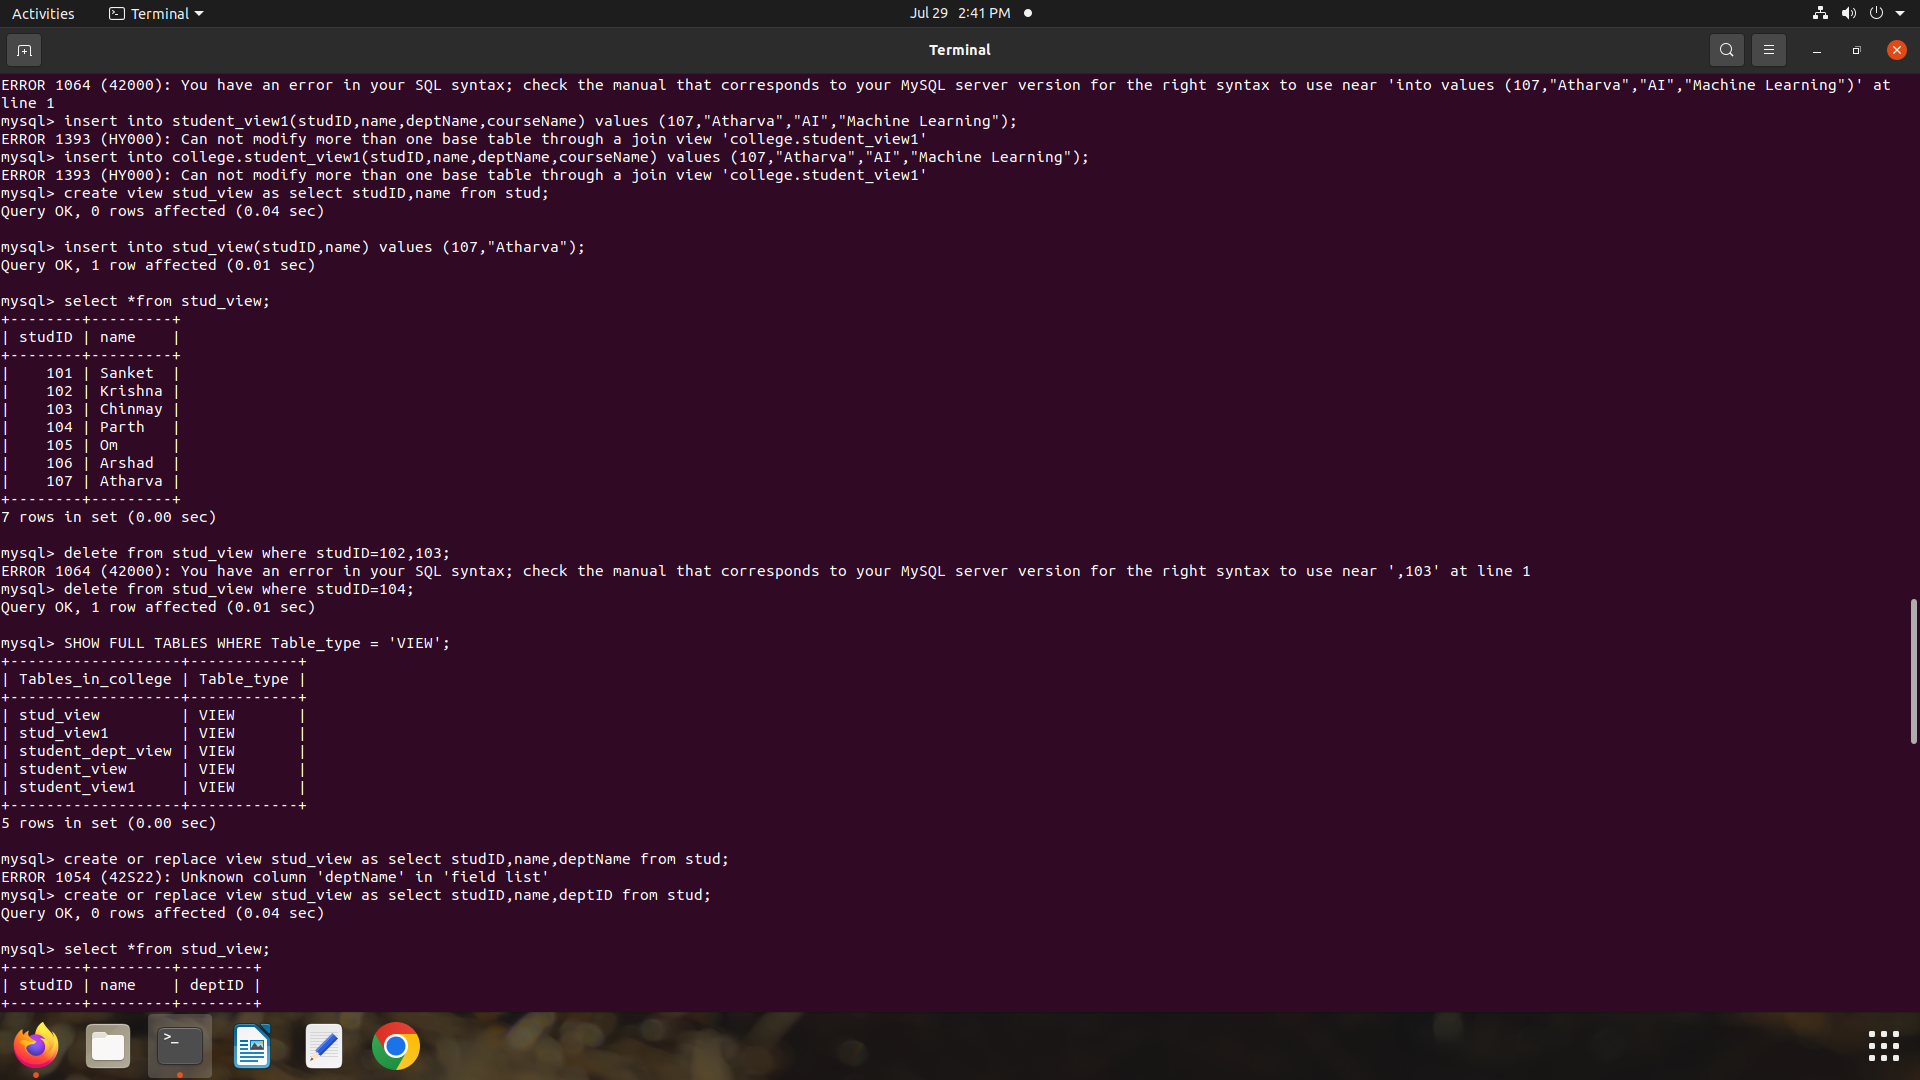 Activities Terminal Jul 29 2:41 PM
Terminal
ERROR 1064 (42000): You have an error in your SQL syntax; check the manual that corresponds to your MySQL server version for the right syntax to use near 'into values (107,"Atharva","AI","Machine Learning")' at
line 1
mysql> insert into student_view1(studID,name,deptName,courseName) values (107,"Atharva","AI","Machine Learning");
ERROR 1393 (HY000): Can not modify more than one base table through a join view 'college.student_view1'
mysql> insert into college.student_view1(studID,name,deptName,courseName) values (107,"Atharva","AI","Machine Learning");
ERROR 1393 (HY000): Can not modify more than one base table through a join view 'college.student_view1'
mysql> create view stud_view as select studID,name from stud;
Query OK, 0 rows affected (0.04 sec)

mysql> insert into stud_view(studID,name) values (107,"Atharva");
Query OK, 1 row affected (0.01 sec)

mysql> select *from stud_view;
+--------+---------+
| studID | name    |
+--------+---------+
|    101 | Sanket  |
|    102 | Krishna |
|    103 | Chinmay |
|    104 | Parth   |
|    105 | Om      |
|    106 | Arshad  |
|    107 | Atharva |
+--------+---------+
7 rows in set (0.00 sec)

mysql> delete from stud_view where studID=102,103;
ERROR 1064 (42000): You have an error in your SQL syntax; check the manual that corresponds to your MySQL server version for the right syntax to use near ',103' at line 1
mysql> delete from stud_view where studID=104;
Query OK, 1 row affected (0.01 sec)

mysql> SHOW FULL TABLES WHERE Table_type = 'VIEW';
+-------------------+------------+
| Tables_in_college | Table_type |
+-------------------+------------+
| stud_view         | VIEW       |
| stud_view1        | VIEW       |
| student_dept_view | VIEW       |
| student_view      | VIEW       |
| student_view1     | VIEW       |
+-------------------+------------+
5 rows in set (0.00 sec)

mysql> create or replace view stud_view as select studID,name,deptName from stud;
ERROR 1054 (42S22): Unknown column 'deptName' in 'field list'
mysql> create or replace view stud_view as select studID,name,deptID from stud;
Query OK, 0 rows affected (0.04 sec)

mysql> select *from stud_view;
+--------+---------+--------+
| studID | name    | deptID |
+--------+---------+--------+